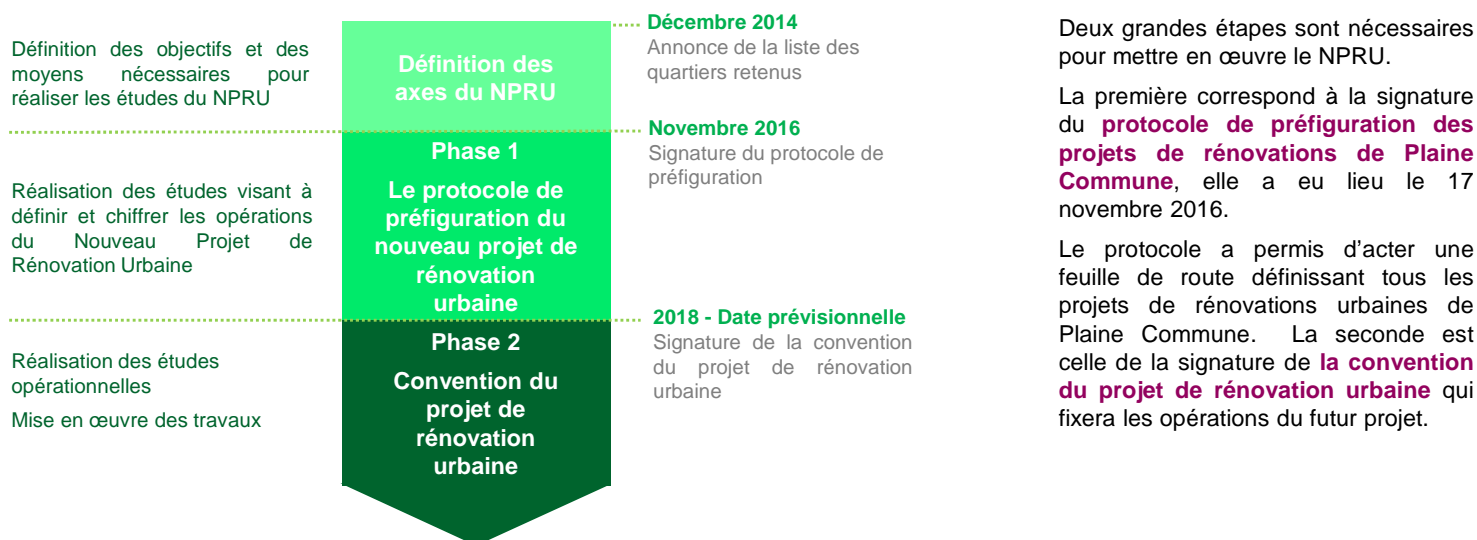 Définition des objectifs et des
moyens nécessaires pour
réaliser les études du NPRU
Définition des
axes du NPRU
Décembre 2014
Annonce de la liste des
quartiers retenus
Réalisation des études visant à
définir et chiffrer les opérations
du Nouveau Projet de
Rénovation Urbaine
Phase 1
Le protocole de
préfiguration du
nouveau projet de
rénovation
urbaine
Novembre 2016
Signature du protocole de
préfiguration
Réalisation des études
opérationnelles
Mise en œuvre des travaux
Phase 2
Convention du
projet de
rénovation
urbaine
2018 - Date prévisionnelle
Signature de la convention
du projet de rénovation
urbaine
Deux grandes étapes sont nécessaires
pour mettre en œuvre le NPRU.
La première correspond à la signature
du protocole de préfiguration des
projets de rénovations de Plaine
Commune, elle a eu lieu le 17
novembre 2016.
Le protocole a permis d’acter une
feuille de route définissant tous les
projets de rénovations urbaines de
Plaine Commune. La seconde est
celle de la signature de la convention
du projet de rénovation urbaine qui
fixera les opérations du futur projet.